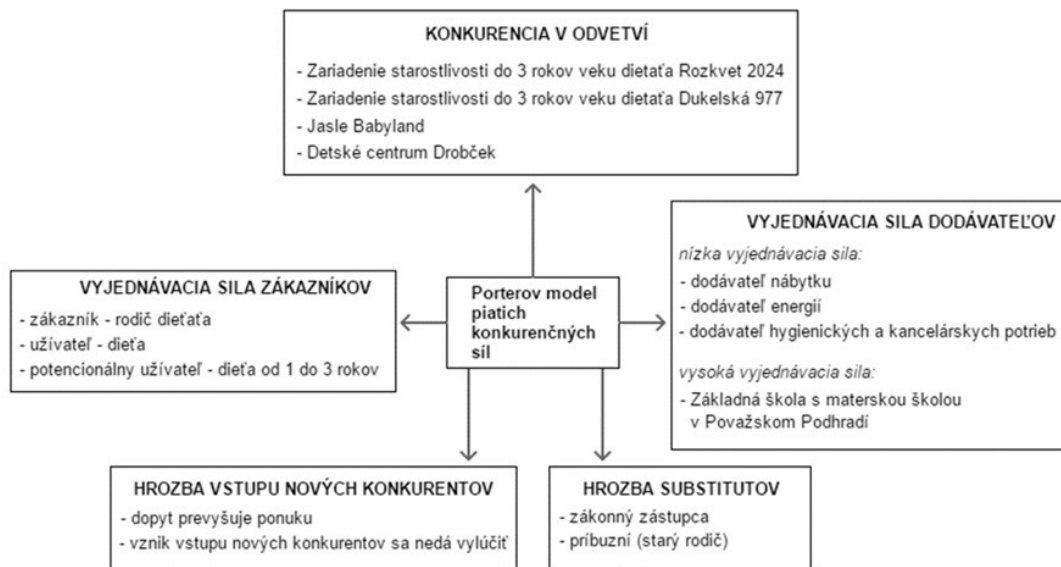 KONKURENCIA V ODVETVÍ
- Zariadenie starostlivosti do 3 rokov veku dietaťa Rozkvet 2024
- Zariadenie starostlivosti do 3 rokov veku dietaťa Dukelská 977
- Jasle Babyland
- Detské centrum Drobček
VYJEDNÁVACIA SILA ZÁKAZNÍKOV
- zákazník - rodič dieťaťa
- užívateľ - dieťa
- potencionálny užívateľ - dieťa od 1 do 3 rokov
Porterov model
piatich
konkurenčných
síl
VYJEDNÁVACIA SILA DODÁVATEĽOV
nízka vyjednávacia sila:
- dodávateľ nábytku
- dodávateľ energií
- dodávateľ hygienických a kancelárskych potrieb
vysoká vyjednávacia sila:
- Základná škola s materskou školou
v Považskom Podhradí
HROZBA VSTUPU NOVÝCH KONKURENTOV
- dopyt prevyšuje ponuku
- vznik vstupu nových konkurentov sa nedá vylúčiť
HROZBA SUBSTITUTOV
- zákonný zástupca
- príbuzní (starý rodič)